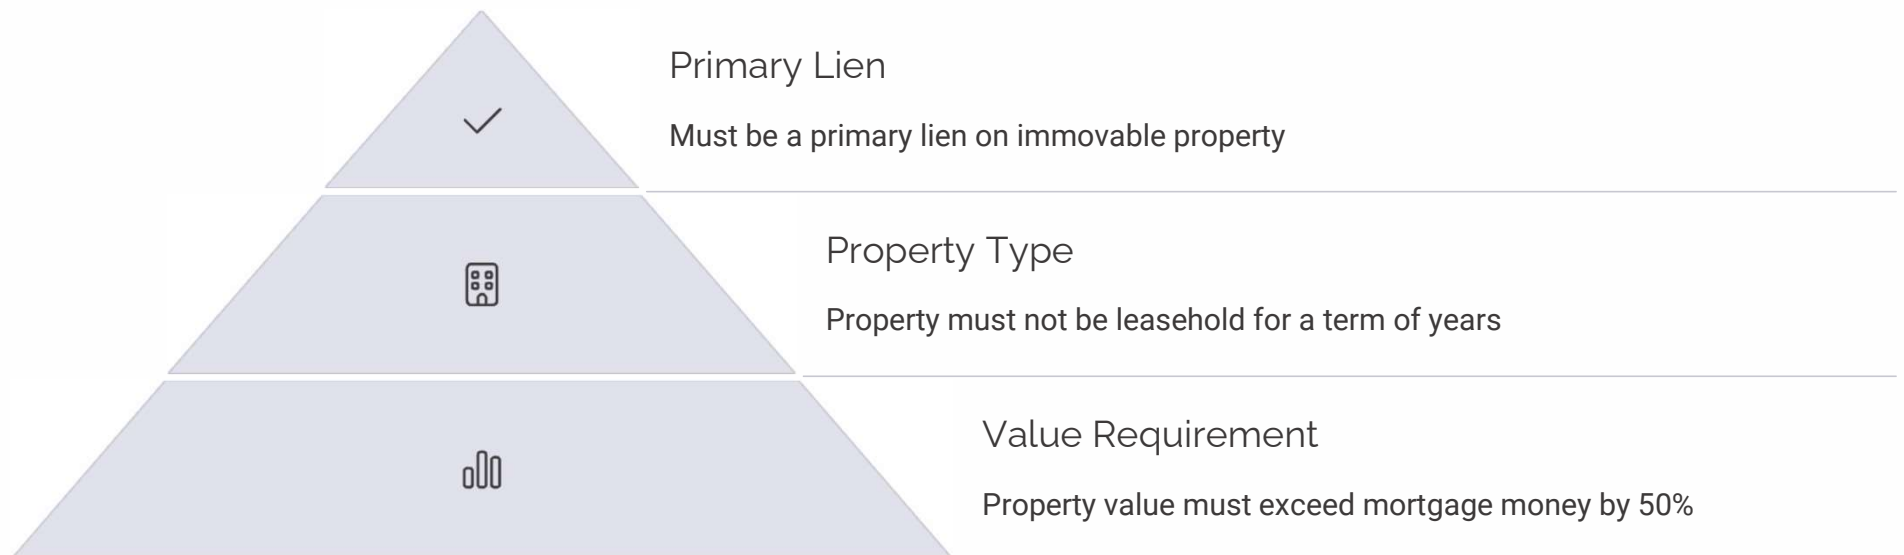 Primary Lien
Must be a primary lien on immovable property
Property Type
Property must not be leasehold for a term of years
Value Requirement
Property value must exceed mortgage money by 50%